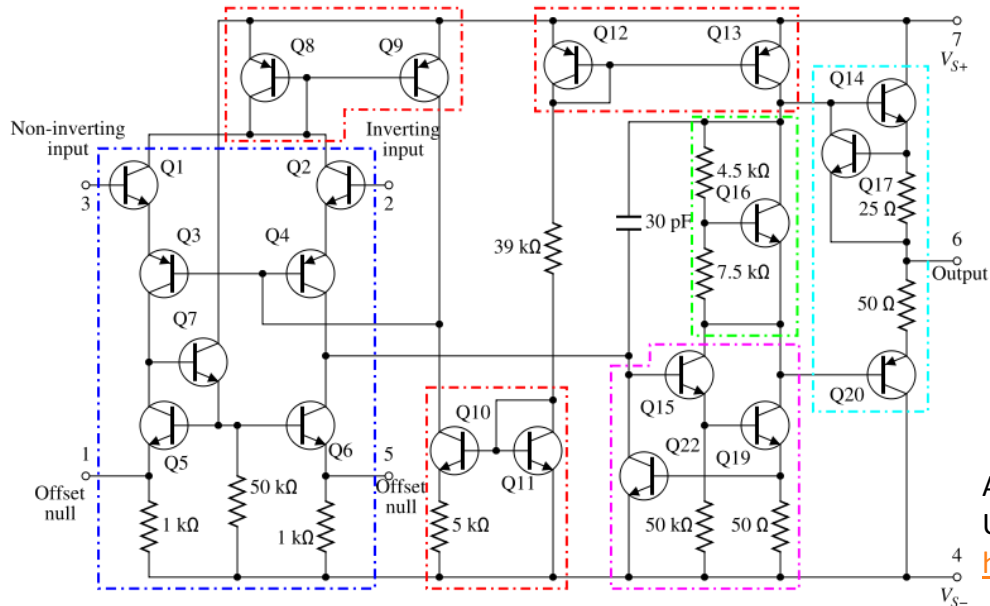 Q8
Q9
Q12
Q13
7
V_{S+}
Q14
Non-inverting
input
Inverting
input
Q1
Q2
3
2
Q17
25 Ω
4.5 kΩ
Q16
30 pF
Q3
Q4
39 kΩ
7.5 kΩ
6
Output
50 Ω
Q7
Q15
Q20
Q10
Q22
Q19
Q11
1
Q5
Q6
5
Offset
null
Offset
null
50 kΩ
1 kΩ
1 kΩ
5 kΩ
50 kΩ
50 Ω
4
V_{S−}